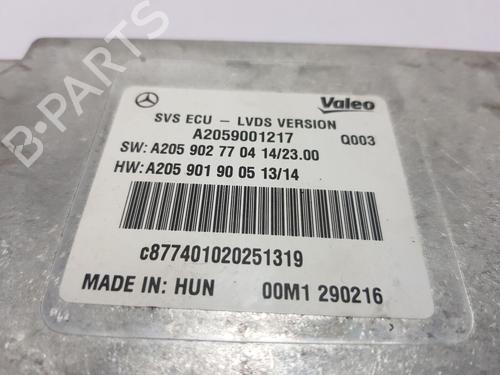 Valeo
SVS ECU - LVDS VERSION
A2059001217 Q003
SW: A205 902 77 04 14/23.00
HW: A205 901 90 05 13/14
c877401020251319
MADE IN: HUN 00M1 290216
B-PARTS